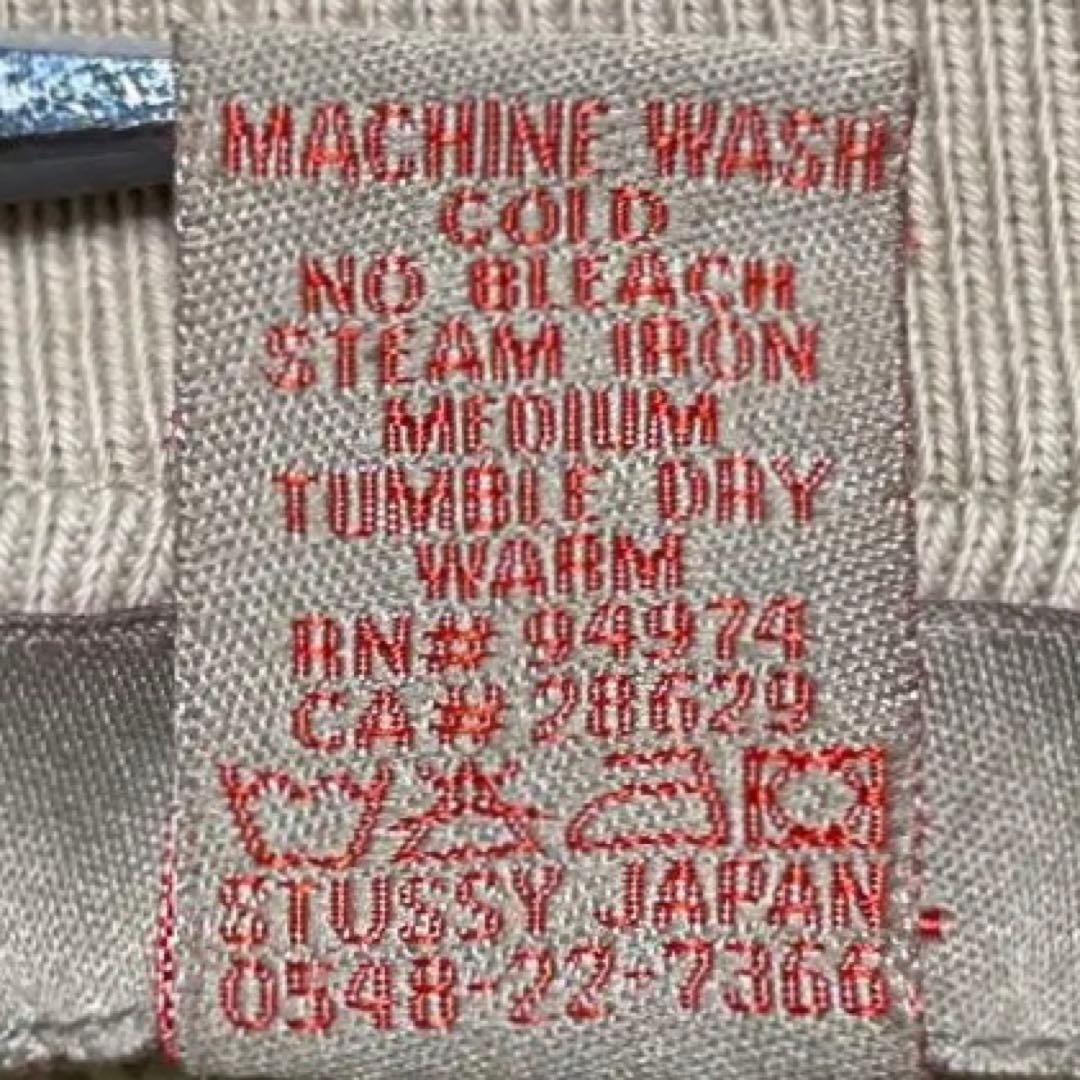 MACHINE WASH
COLD
NO BLEACH
STEAM IRON
MEDIUM
TUMBLE DRY
WARM
RN# 94974
CA# 28629
STUSSY JAPAN
0548-22-7366